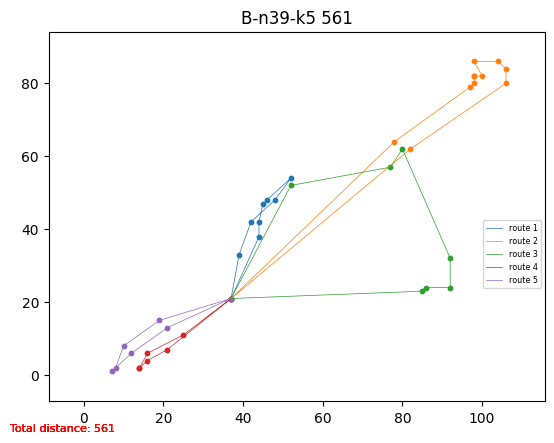 B-n39-k5 561
80
60
40
20
0
route 1
route 2
route 3
route 4
route 5
0 20 40 60 80 100
Total distance: 561